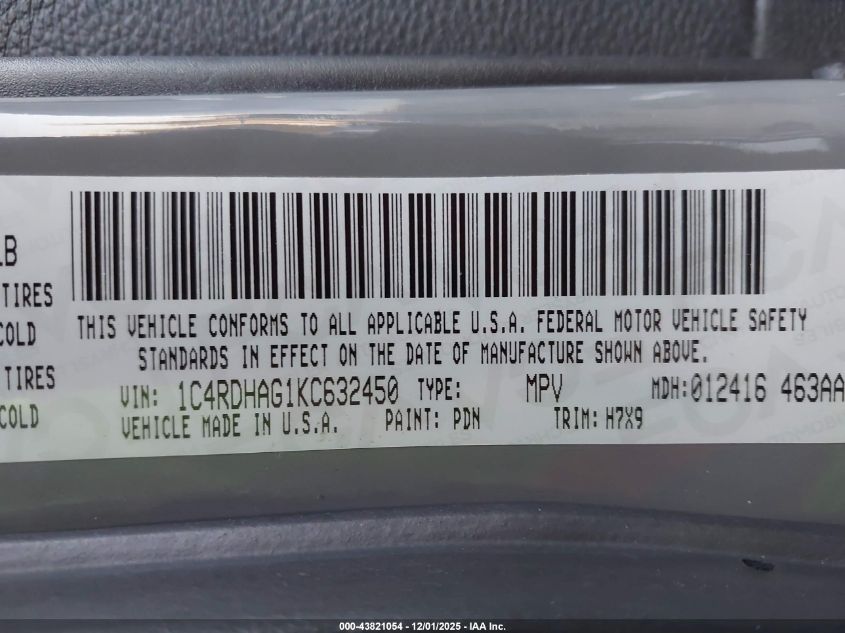 LB
TIRES
COLD
TIRES
COLD
THIS VEHICLE CONFORMS TO ALL APPLICABLE U.S.A. FEDERAL MOTOR VEHICLE SAFETY
STANDARDS IN EFFECT ON THE DATE OF MANUFACTURE SHOWN ABOVE.
VIN: 1C4RDHAG1KC632450 TYPE: MPV MDH:012416 463AA
VEHICLE MADE IN U.S.A. PAINT: PDN TRIM: H7X9
000-43821054 - 12/01/2025 - IAA Inc.